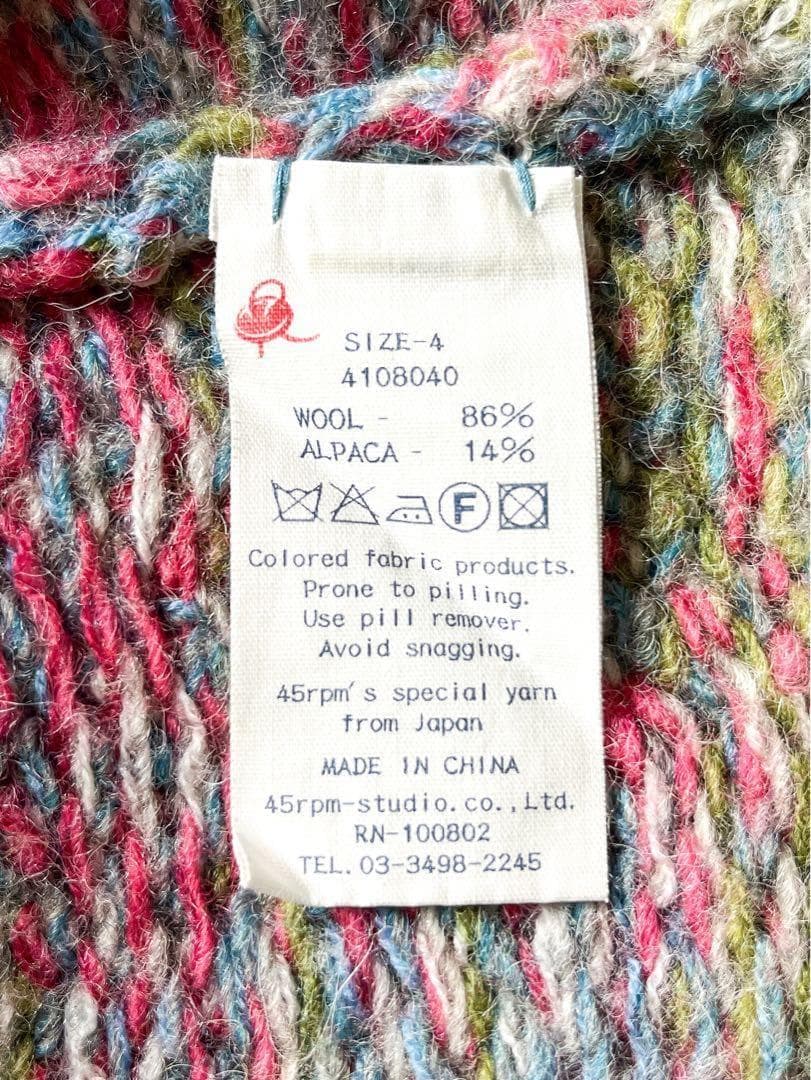 SIZE-4
4108040
WOOL - 86%
ALPACA - 14%
F
Colored fabric products.
Prone to pilling.
Use pill remover.
Avoid snagging.
45rpm's special yarn
from Japan
MADE IN CHINA
45rpm-studio.co.,Ltd.
RN-100802
TEL.03-3498-2245